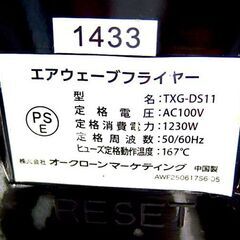 1433
エアウェーブフライヤー
PS
E
型名:TXG-DS11
定格電圧:AC100V
定格消費電力:1230W
定格周波数:50/60Hz
ヒューズ定格動作温度:167℃
株式会社 オークローンマーケティング 中国製
AWF250617S6-05
RESET